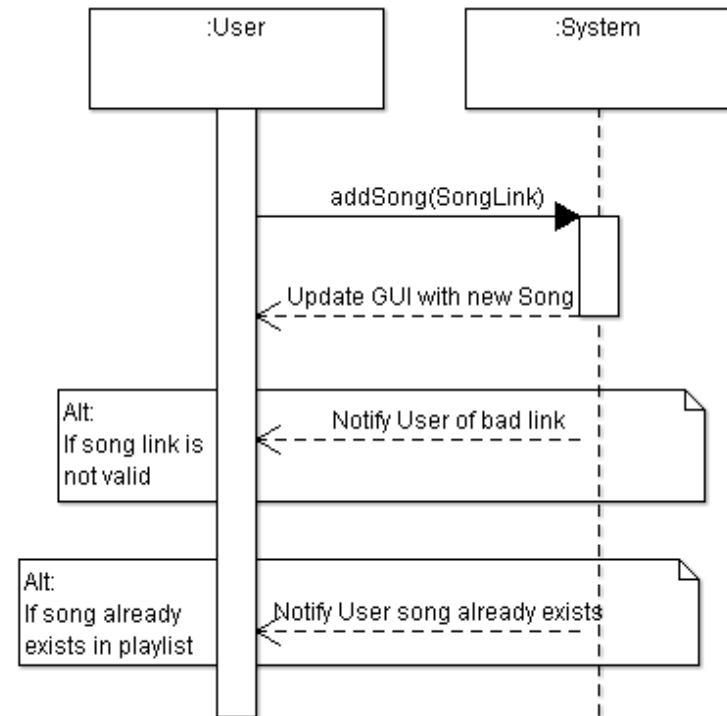 :User
:System
addSong(SongLink)
Update GUI with new Song
Alt:
If song link is
not valid
Notify User of bad link
Alt:
If song already
exists in playlist
Notify User song already exists